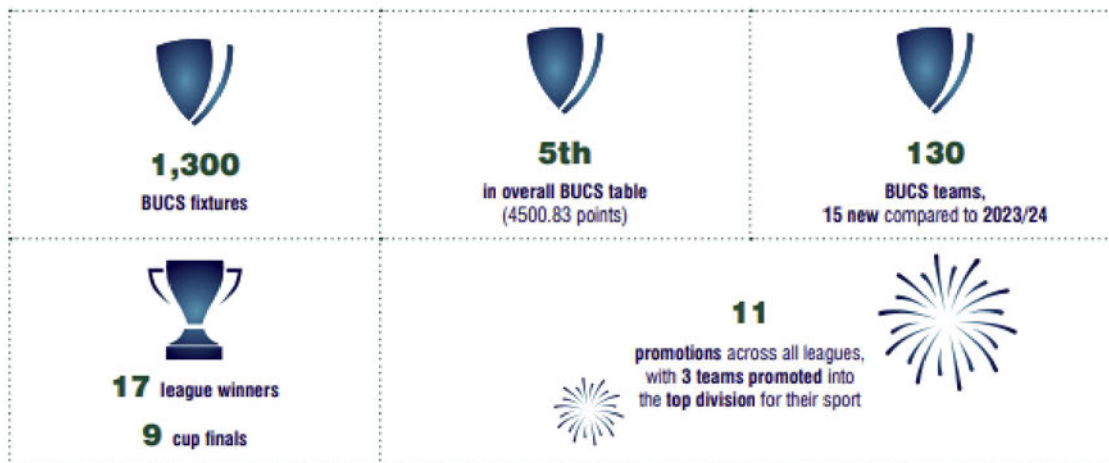 1,300
BUCS fixtures
5th
in overall BUCS table
(4500.83 points)
130
BUCS teams,
15 new compared to 2023/24
17 league winners
9 cup finals
11
promotions across all leagues,
with 3 teams promoted into
the top division for their sport